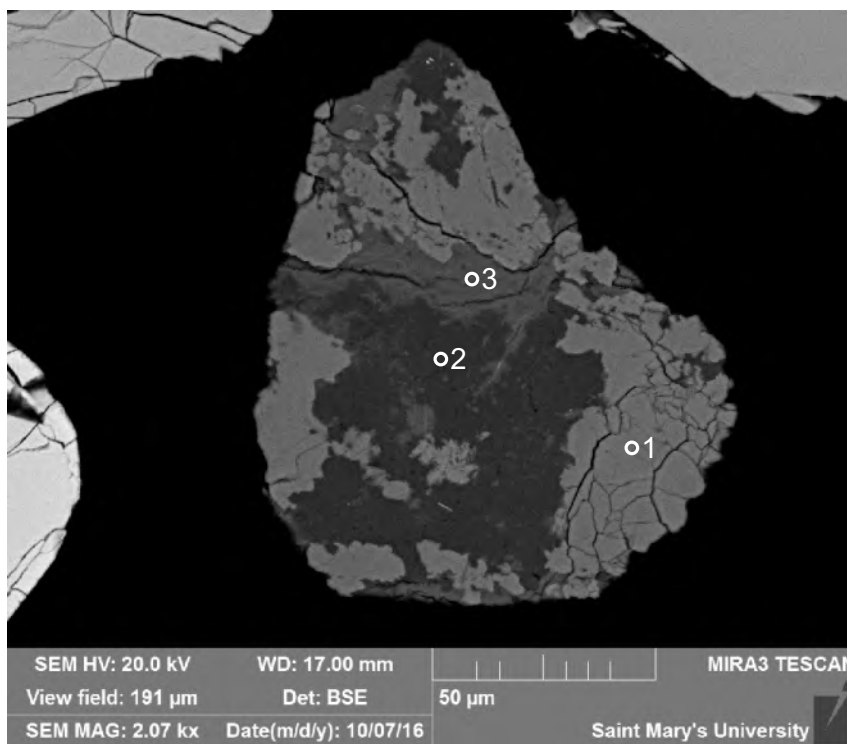 3
2
1
SEM HV: 20.0 kV WD: 17.00 mm MIRA3 TESCAN
View field: 191 µm Det: BSE 50 µm
SEM MAG: 2.07 kx Date(m/d/y): 10/07/16 Saint Mary's University